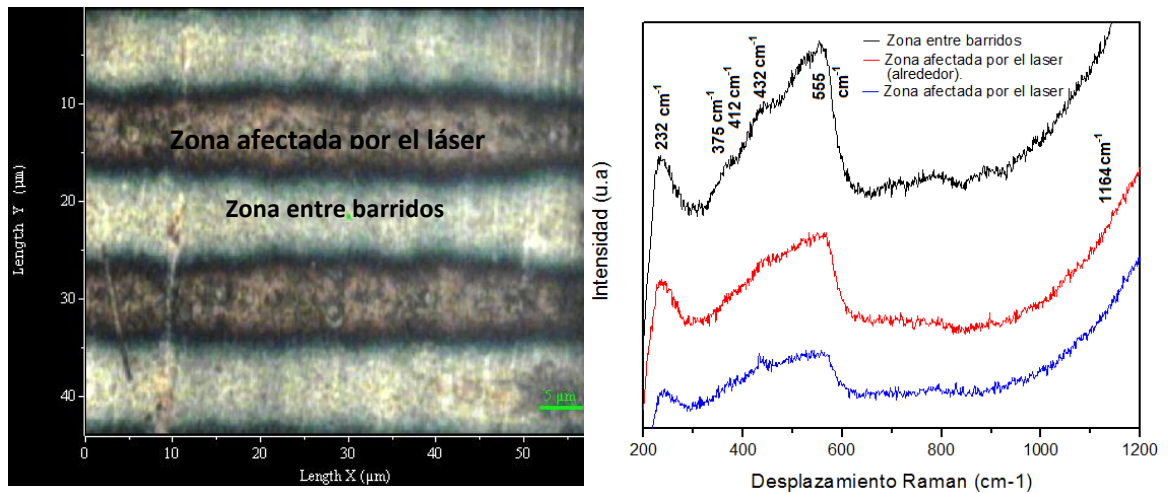 10
20
30
40
Length Y (µm)
Zona afectada por el láser
Zona entre barridos
5 µm
0
10
20
30
40
50
Length X (µm)
Zona entre barridos
Zona afectada por el laser
(alrededor).
Zona afectada por el laser
232 cm-1
375 cm-1
412 cm-1
432 cm-1
555 cm-1
1164 cm-1
Intensidad (u.a)
200
400
600
800
1000
1200
Desplazamiento Raman (cm-1)